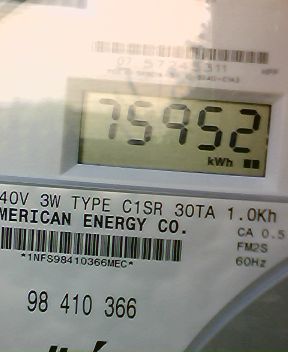 75952
kWh
40V 3W TYPE C1SR 30TA 1.0Kh
MERICAN ENERGY CO.
CA 0.5
FM2S
60Hz
*1NFS98410366MEC*
98 410 366